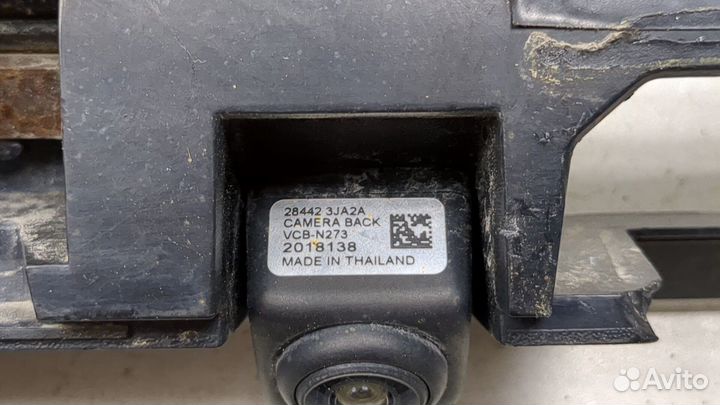 28442 3JA2A
CAMERA BACK
VCB-N273
2018138
MADE IN THAILAND
Avito